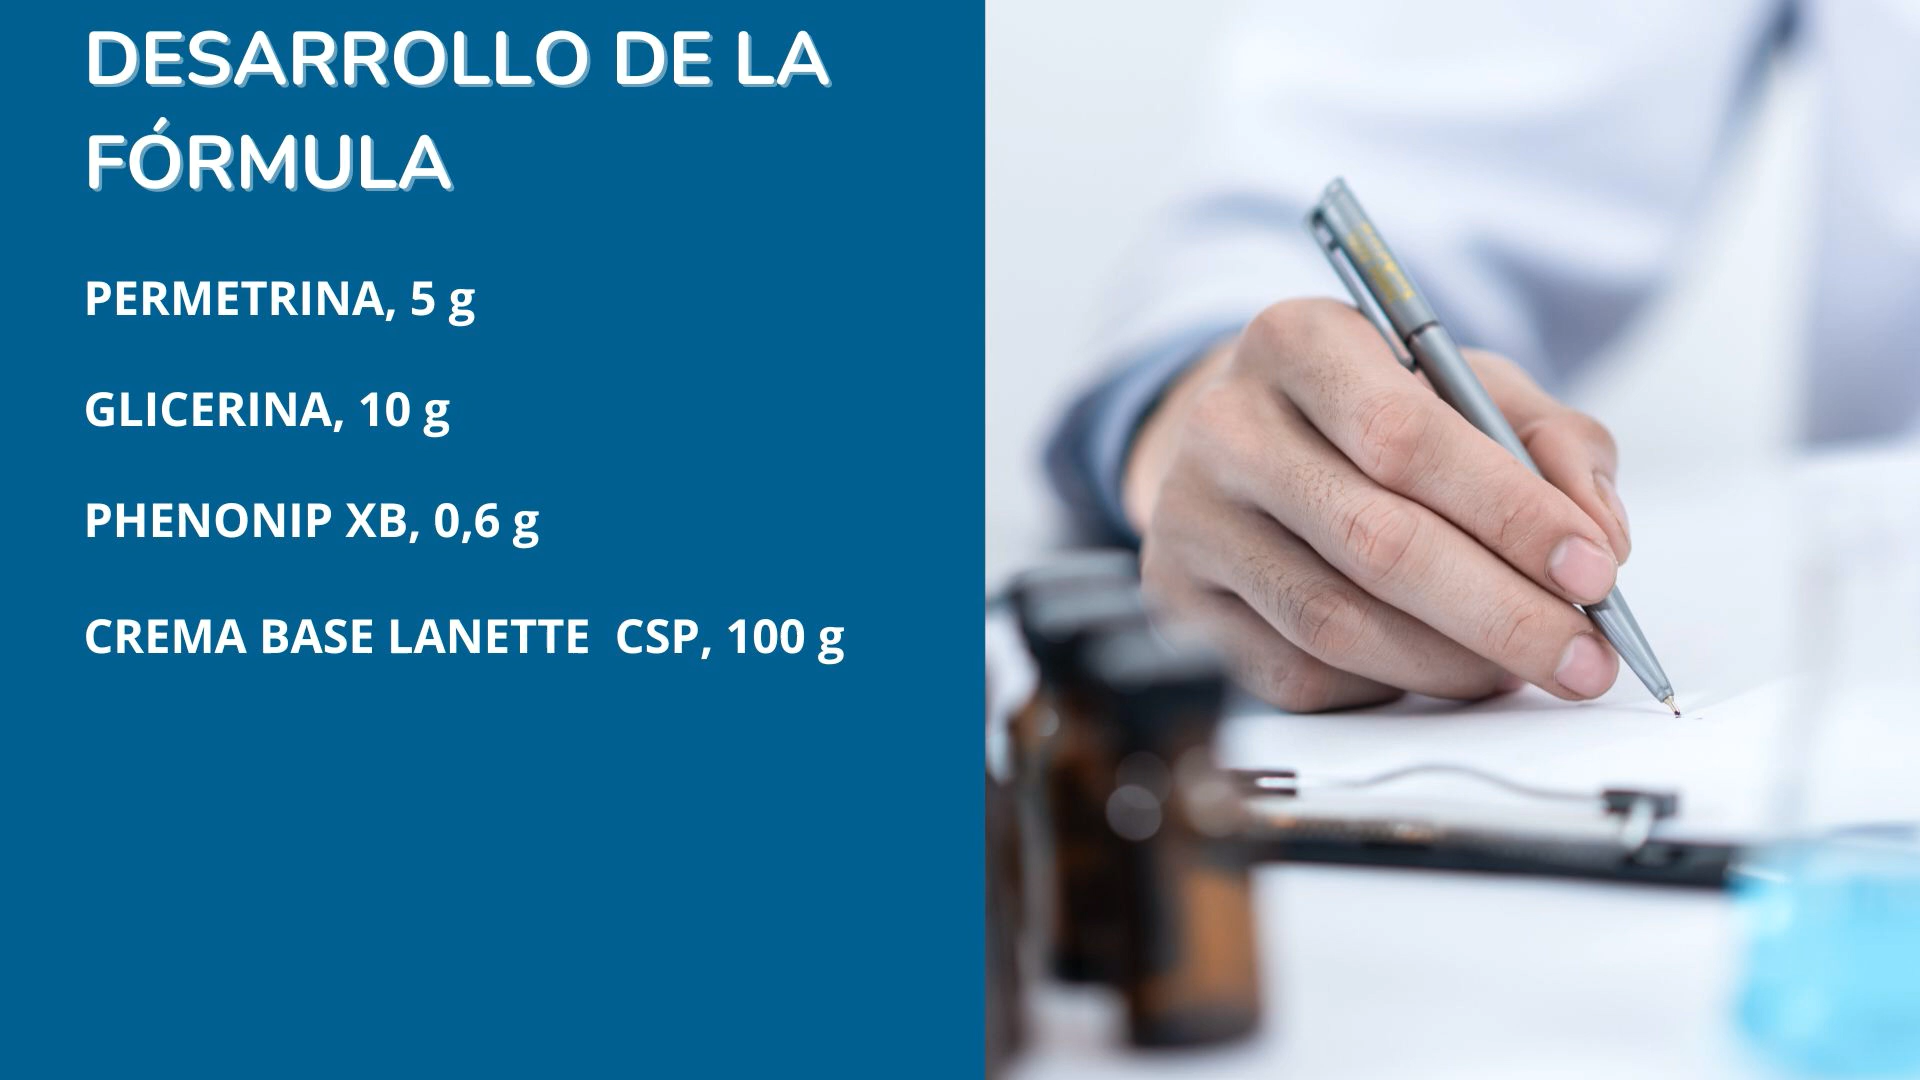 DESARROLLO DE LA
FÓRMULA
PERMETRINA, 5 g
GLICERINA, 10 g
PHENONIP XB, 0,6 g
CREMA BASE LANETTE  CSP, 100 g